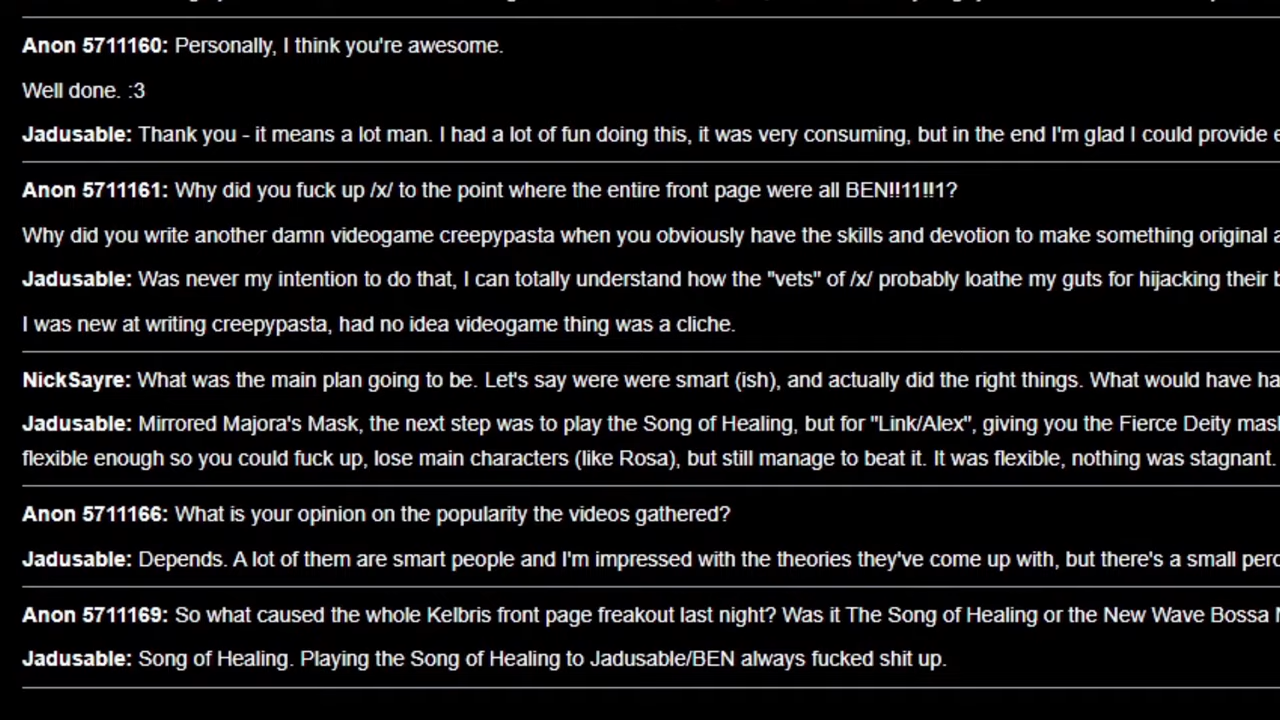 Anon 5711160: Personally, I think you're awesome.
Well done. :3
Jadusable: Thank you - it means a lot man. I had a lot of fun doing this, it was very consuming, but in the end I'm glad I could provide
Anon 5711161: Why did you fuck up /x/ to the point where the entire front page were all BEN!!11!!1?
Why did you write another damn videogame creepypasta when you obviously have the skills and devotion to make something original
Jadusable: Was never my intention to do that, I can totally understand how the "vets" of /x/ probably loathe my guts for hijacking their
I was new at writing creepypasta, had no idea videogame thing was a cliche.
NickSayre: What was the main plan going to be. Let's say were were smart (ish), and actually did the right things. What would have
Jadusable: Mirrored Majora's Mask, the next step was to play the Song of Healing, but for "Link/Alex", giving you the Fierce Deity
flexible enough so you could fuck up, lose main characters (like Rosa), but still manage to beat it. It was flexible, nothing was stagnant.
Anon 5711166: What is your opinion on the popularity the videos gathered?
Jadusable: Depends. A lot of them are smart people and I'm impressed with the theories they've come up with, but there's a small
Anon 5711169: So what caused the whole Kelbris front page freakout last night? Was it The Song of Healing or the New Wave Bossa
Jadusable: Song of Healing. Playing the Song of Healing to Jadusable/BEN always fucked shit up.